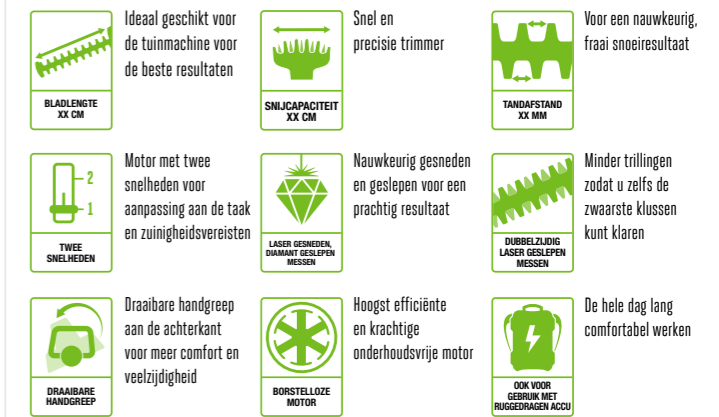 BLADLENGTE
XX CM
Ideaal geschikt voor
de tuinmachine voor
de beste resultaten
SNIJCAPACITEIT
XX CM
Snel en
precisie trimmer
TANDAFSTAND
XX MM
Voor een nauwkeurig,
fraai snoeiresultaat
2
1
TWEE
SNELHEDEN
Motor met twee
snelheden voor
aanpassing aan de taak
en zuinigheidsvereisten
LASER GESNEDEN,
DIAMANT GESLEPEN
MESSEN
Nauwkeurig gesneden
en geslepen voor een
prachtig resultaat
DUBBELZIJDIG
LASER GESLEPEN
MESSEN
Minder trillingen
zodat u zelfs de
zwaarste klussen
kunt klaren
DRAAIBARE
HANDGREEP
Draaibare handgreep
aan de achterkant
voor meer comfort en
veelzijdigheid
BORSTELLOZE
MOTOR
Hoogst efficiënte
en krachtige
onderhoudsvrije motor
OOK VOOR
GEBRUIK MET
RUGGEDRAGEN ACCU
De hele dag lang
comfortabel werken